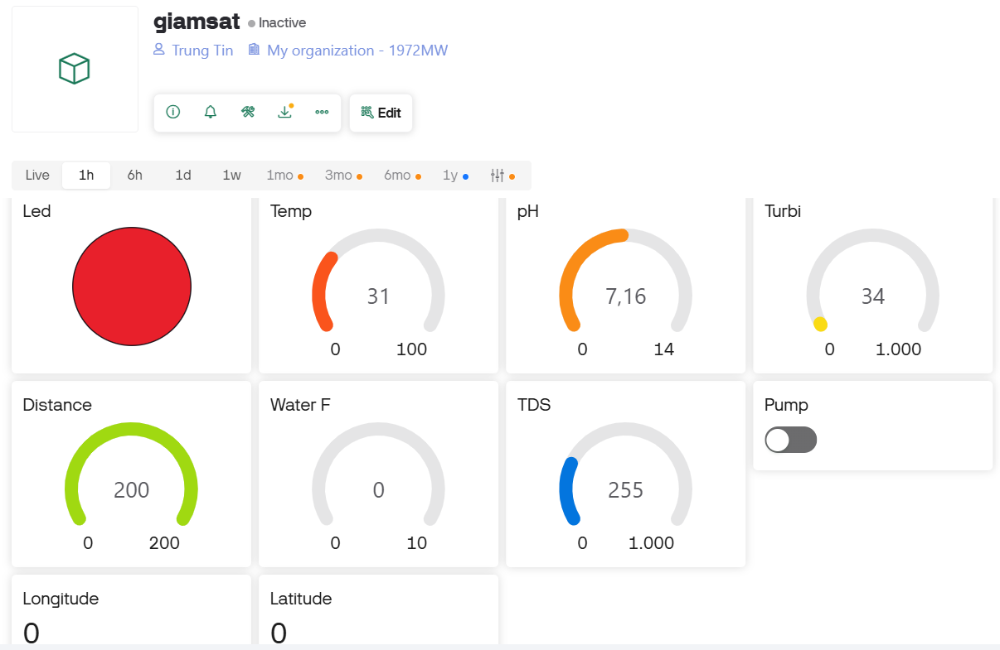 giamsat Inactive
Trung Tin My organization - 1972MW
Edit
Live 1h 6h 1d 1w 1mo 3mo 6mo 1y
Led Temp pH Turbi
31 7,16 34
0 100 0 14 0 1.000
Distance Water F TDS Pump
200 0 255
0 200 0 10 0 1.000
Longitude Latitude
0 0